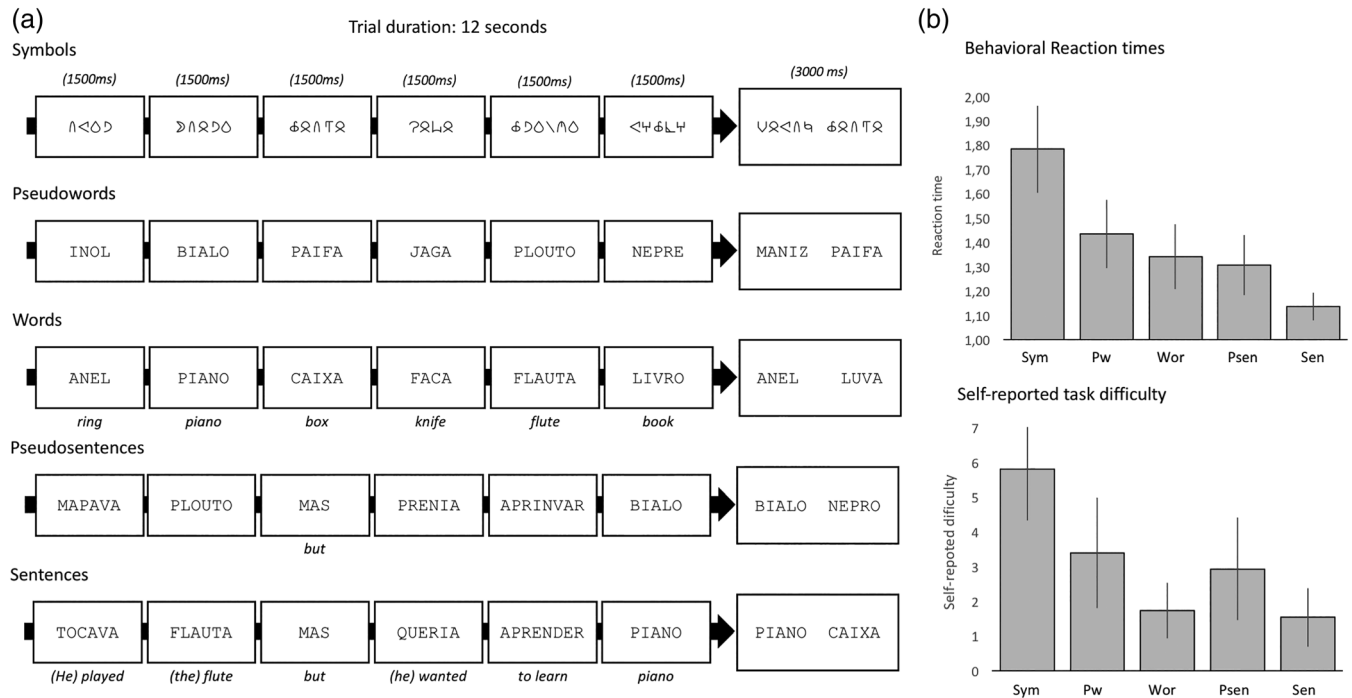 (a)
Trial duration: 12 seconds
Symbols
(1500ms) (1500ms) (1500ms) (1500ms) (1500ms) (1500ms) (3000 ms)
Pseudowords
INOL BIALO PAIFA JAGA PLOUTO NEPRE MANIZ PAIFA
Words
ANEL PIANO CAIXA FACA FLAUTA LIVRO ANEL LUVA
ring piano box knife flute book
Pseudosentences
MAPAVA PLOUTO MAS PRENIA APRINVAR BIALO BIALO NEPRO
but
Sentences
TOCAVA FLAUTA MAS QUERIA APRENDER PIANO PIANO CAIXA
(He) played (the) flute but (he) wanted to learn piano
(b)
Behavioral Reaction times
Reaction time
2,00
1,90
1,80
1,70
1,60
1,50
1,40
1,30
1,20
1,10
1,00
Sym Pw Wor Psen Sen
Self-reported task difficulty
Self-repoted dificulty
7
6
5
4
3
2
1
0
Sym Pw Wor Psen Sen